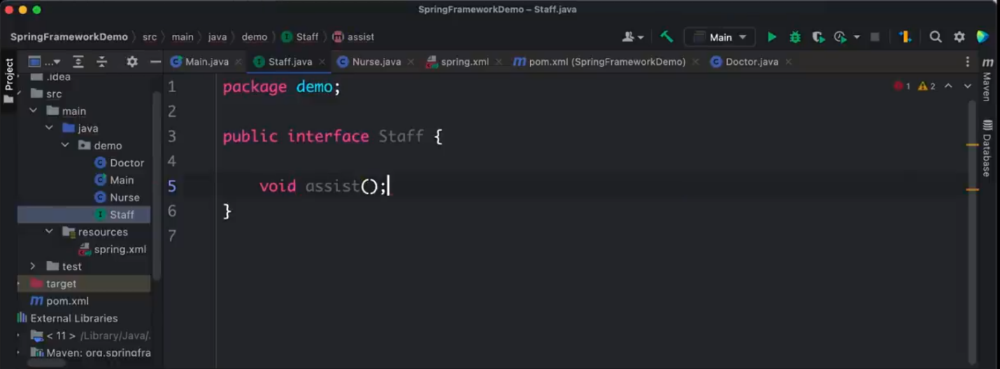 SpringFrameworkDemo – Staff.java
SpringFrameworkDemo src main java demo Staff assist
Main
Project
...
Main.java
Staff.java
Nurse.java
spring.xml
pom.xml (SpringFrameworkDemo)
Doctor.java
Maven
Database
.idea
src
main
java
demo
Doctor
Main
Nurse
Staff
resources
spring.xml
test
target
pom.xml
External Libraries
< 11 > /Library/Java/
Maven: org.springfra
1 package demo;
2
3 public interface Staff {
4
5 void assist();
6 }
7
1 2